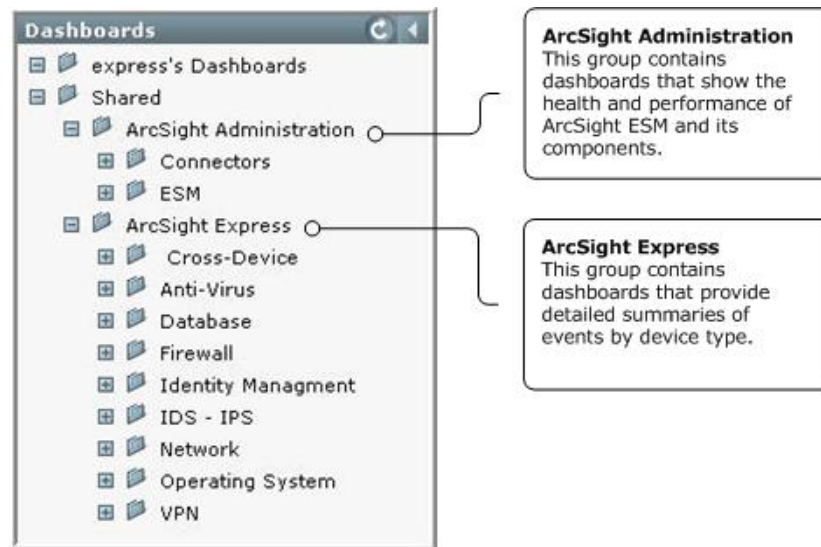 Dashboards
express's Dashboards
Shared
ArcSight Administration
Connectors
ESM
ArcSight Express
Cross-Device
Anti-Virus
Database
Firewall
Identity Managment
IDS - IPS
Network
Operating System
VPN
ArcSight Administration
This group contains
dashboards that show the
health and performance of
ArcSight ESM and its
components.
ArcSight Express
This group contains
dashboards that provide
detailed summaries of
events by device type.